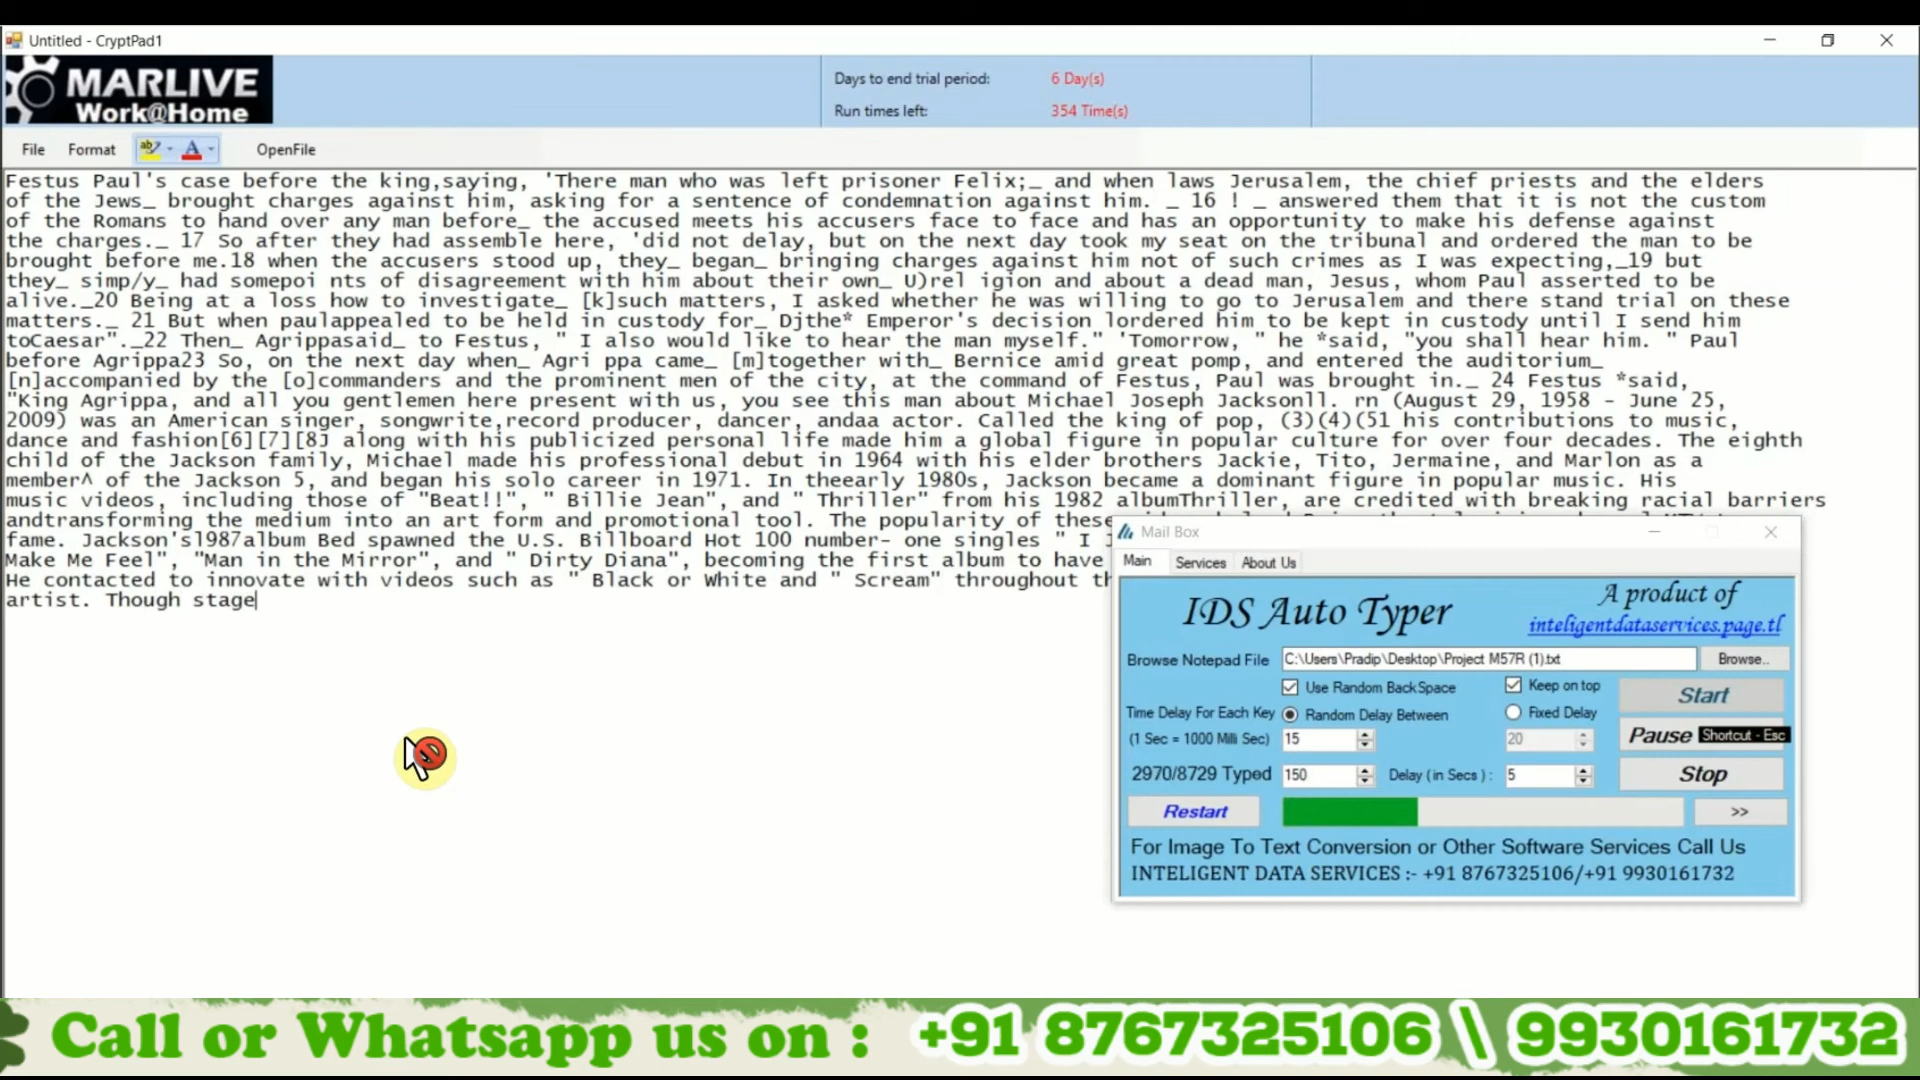 Untitled - CryptPad1
MARLIVE
Work@Home
Days to end trial period: 6 Day(s)
Run times left: 354 Time(s)
File Format OpenFile
Festus Paul's case before the king,saying, 'There man who was left prisoner Felix;_ and when laws Jerusalem, the chief priests and the elders
of the Jews_ brought charges against him, asking for a sentence of condemnation against him. _ 16 ! _ answered them that it is not the custom
of the Romans to hand over any man before_ the accused meets his accusers face to face and has an opportunity to make his defense against
the charges._ 17 So after they had assemble here, 'did not delay, but on the next day took my seat on the tribunal and ordered the man to be
brought before me.18 when the accusers stood up, they_ began_ bringing charges against him not of such crimes as I was expecting,_19 but
they_ simp/y_ had somepoi nts of disagreement with him about their own_ U)rel igion and about a dead man, Jesus, whom Paul asserted to be
alive._20 Being at a loss how to investigate_ [k]such matters, I asked whether he was willing to go to Jerusalem and there stand trial on these
matters._ 21 But when paulappealed to be held in custody for_ Djthe* Emperor's decision lordered him to be kept in custody until I send him
toCaesar"._22 Then_ Agrippasaid_ to Festus, " I also would like to hear the man myself." 'Tomorrow, " he *said, "you shall hear him. " Paul
before Agrippa23 So, on the next day when_ Agri ppa came_ [m]together with_ Bernice amid great pomp, and entered the auditorium_
[n]accompanied by the [o]commanders and the prominent men of the city, at the command of Festus, Paul was brought in._ 24 Festus *said,
"King Agrippa, and all you gentlemen here present with us, you see this man about Michael Joseph Jacksonll. rn (August 29, 1958 - June 25,
2009) was an American singer, songwrite,record producer, dancer, andaa actor. Called the king of pop, (3)(4)(51 his contributions to music,
dance and fashion[6][7][8J along with his publicized personal life made him a global figure in popular culture for over four decades. The eighth
child of the Jackson family, Michael made his professional debut in 1964 with his elder brothers Jackie, Tito, Jermaine, and Marlon as a
member^ of the Jackson 5, and began his solo career in 1971. In theearly 1980s, Jackson became a dominant figure in popular music. His
music videos, including those of "Beat!!", " Billie Jean", and " Thriller" from his 1982 albumThriller, are credited with breaking racial barriers
andtransforming the medium into an art form and promotional tool. The popularity of these
fame. Jackson'sl987album Bed spawned the U.S. Billboard Hot 100 number- one singles " I
Make Me Feel", "Man in the Mirror", and " Dirty Diana", becoming the first album to have
He contacted to innovate with videos such as " Black or White and " Scream" throughout th
artist. Though stage
Mail Box
Main Services About Us
IDS Auto Typer
A product of
inteligentdataservices.page.tl
Browse Notepad File C:\Users\Pradip\Desktop\Project M57R (1).txt Browse..
Use Random BackSpace Keep on top Start
Time Delay For Each Key Random Delay Between Fixed Delay
(1 Sec = 1000 Milli Sec) 15 20 Pause Shortcut - Esc
2970/8729 Typed 150 Delay (in Secs) : 5 Stop
Restart >>
For Image To Text Conversion or Other Software Services Call Us
INTELIGENT DATA SERVICES :- +91 8767325106/+91 9930161732
Call or Whatsapp us on : +91 8767325106 \ 9930161732